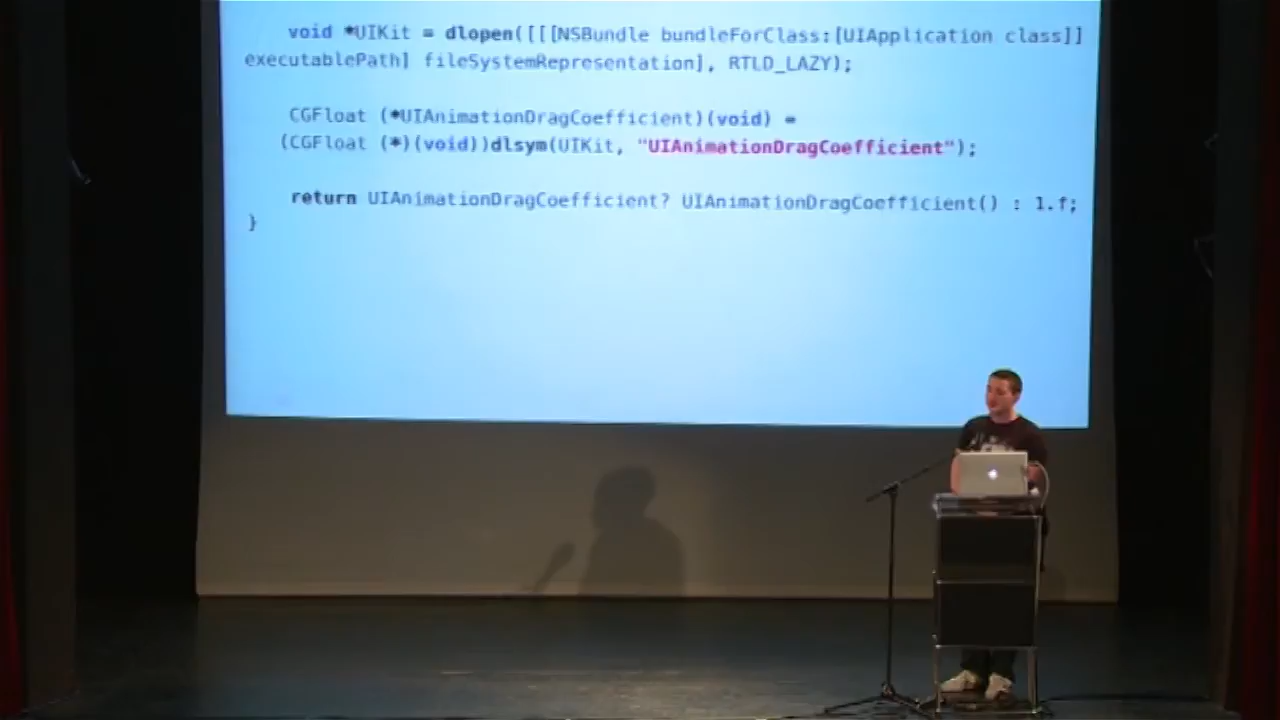 void *UIKit = dlopen([[[NSBundle bundleForClass:[UIApplication class]]
executablePath] fileSystemRepresentation], RTLD_LAZY);
CGFloat (*UIAnimationDragCoefficient)(void) =
(CGFloat (*)(void))dlsym(UIKit, "UIAnimationDragCoefficient");
return UIAnimationDragCoefficient? UIAnimationDragCoefficient() : 1.f;
}